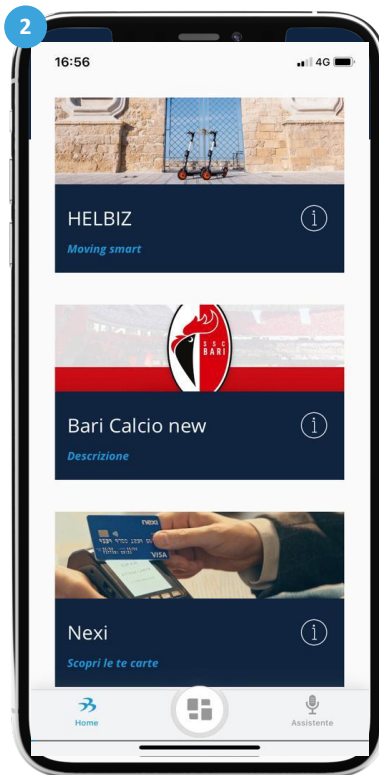 2
16:56
4G
HELBIZ
Moving smart
SSC
BARI
Bari Calcio new
Descrizione
nexi
VISA
Nexi
Scopri le te carte
Home
Assistente